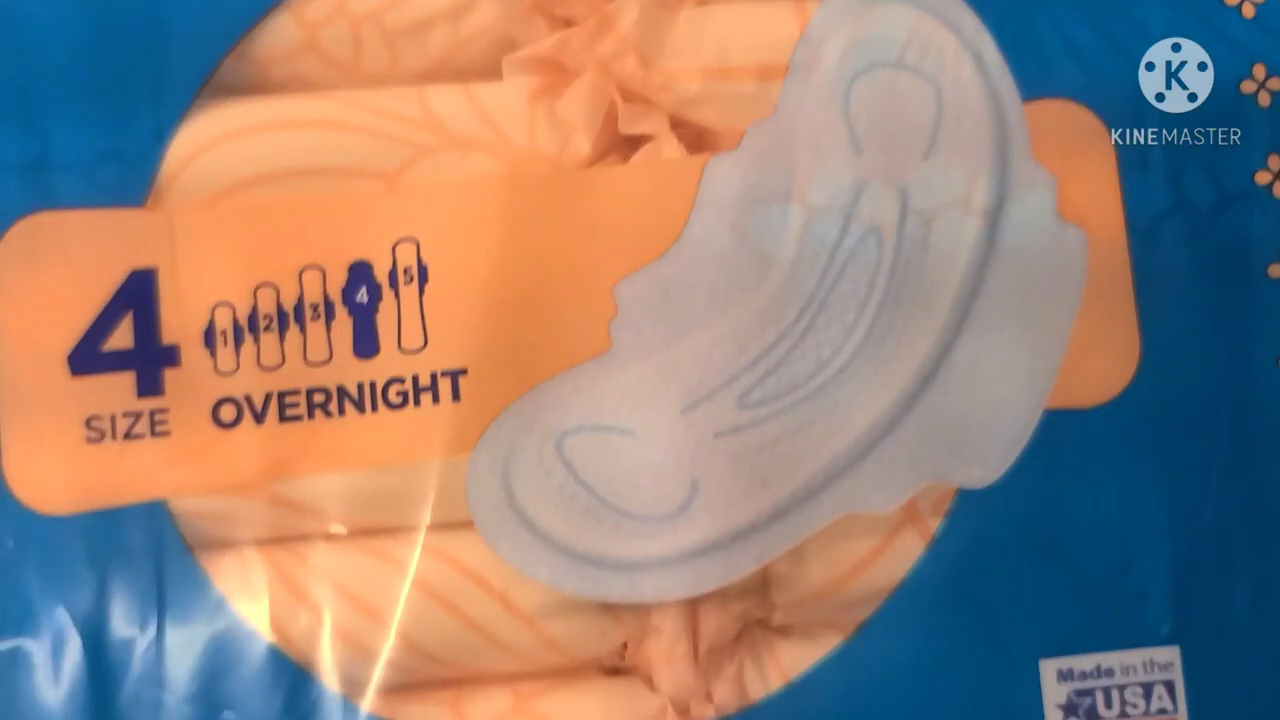 K
KINEMASTER
4
SIZE
1 2 3 4 5
OVERNIGHT
Made in the
USA